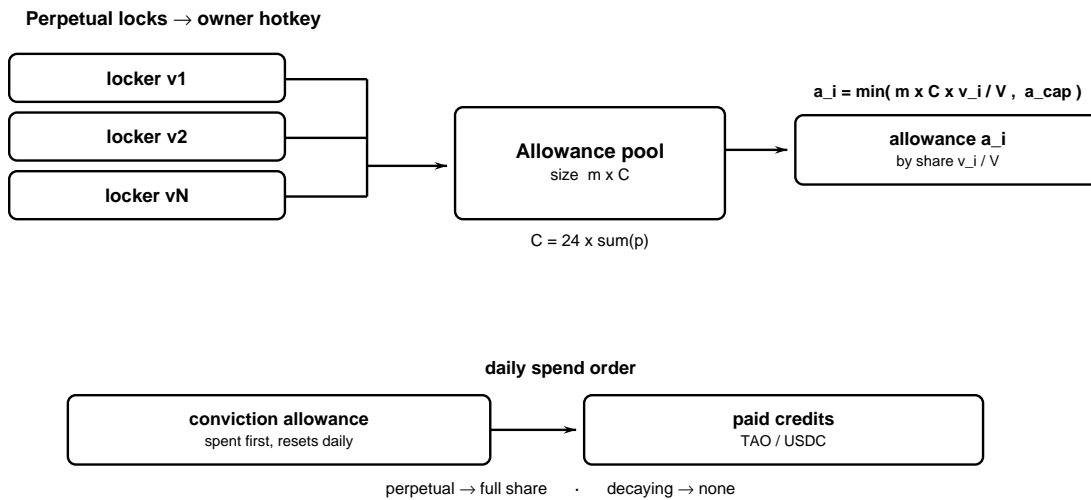 Perpetual locks → owner hotkey
locker v1
locker v2
locker vN
Allowance pool
size m x C
C = 24 x sum(p)
a_i = min( m x C x v_i / V , a_cap )
allowance a_i
by share v_i / V
daily spend order
conviction allowance
spent first, resets daily
paid credits
TAO / USDC
perpetual → full share · decaying → none